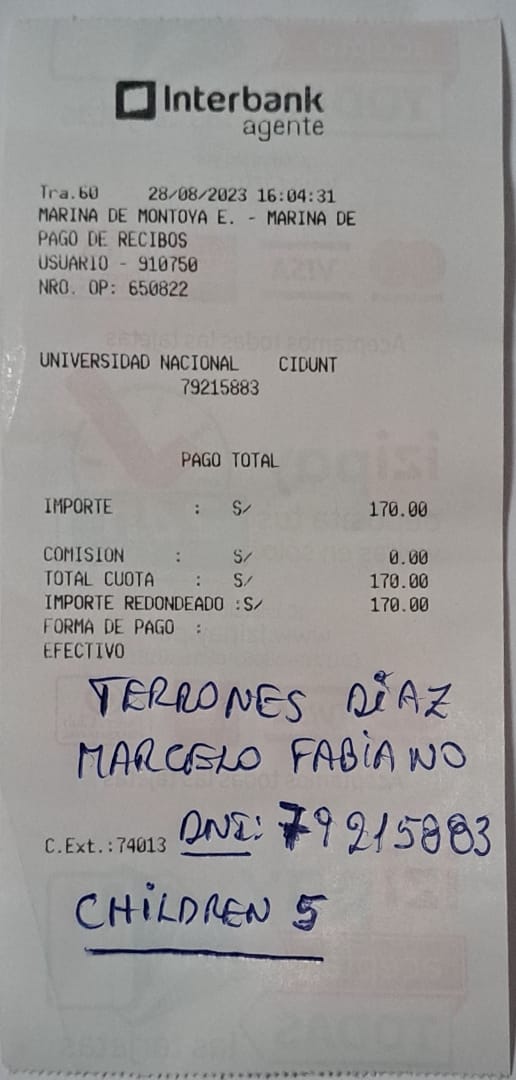 Interbank
agente
Tra.60 28/08/2023 16:04:31
MARINA DE MONTOYA E. - MARINA DE
PAGO DE RECIBOS
USUARIO - 910750
NRO. OP: 650822
UNIVERSIDAD NACIONAL CIDUNT
79215883
PAGO TOTAL
IMPORTE : S/ 170.00
COMISION : S/ 0.00
TOTAL CUOTA : S/ 170.00
IMPORTE REDONDEADO :S/ 170.00
FORMA DE PAGO :
EFECTIVO
TERRONES DÍAZ
MARCELO FABIANO
C.Ext.:74013 DNI: 79215883
CHILDREN 5